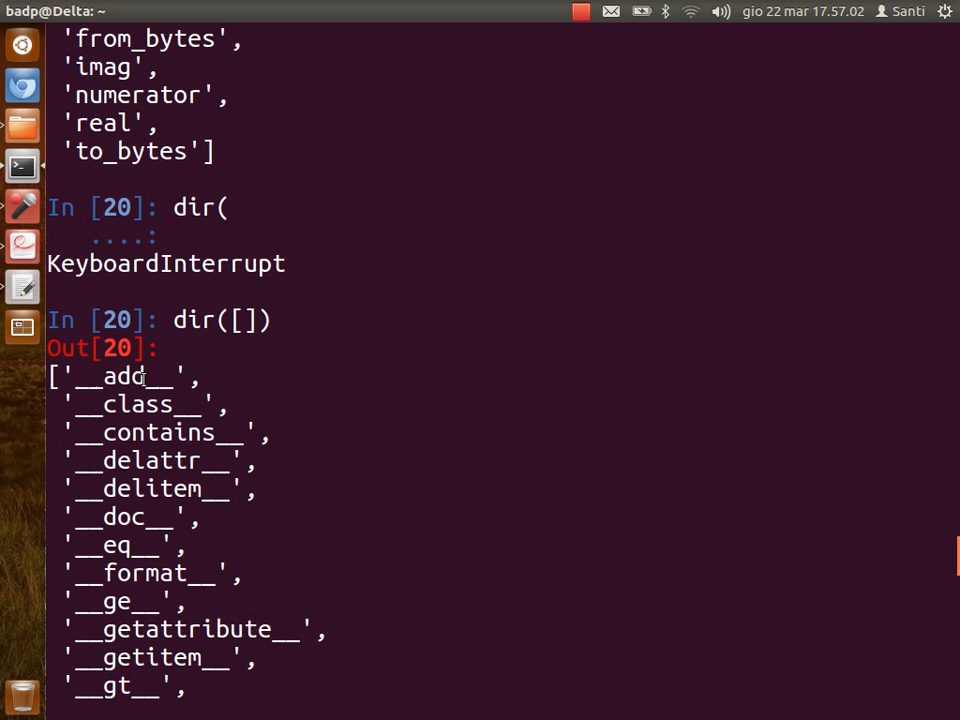 badp@Delta: ~
gio 22 mar 17.57.02
Santi
'from_bytes',
'imag',
'numerator',
'real',
'to_bytes']
In [20]: dir(
....:
KeyboardInterrupt
In [20]: dir([])
Out[20]:
['__add__',
'__class__',
'__contains__',
'__delattr__',
'__delitem__',
'__doc__',
'__eq__',
'__format__',
'__ge__',
'__getattribute__',
'__getitem__',
'__gt__',